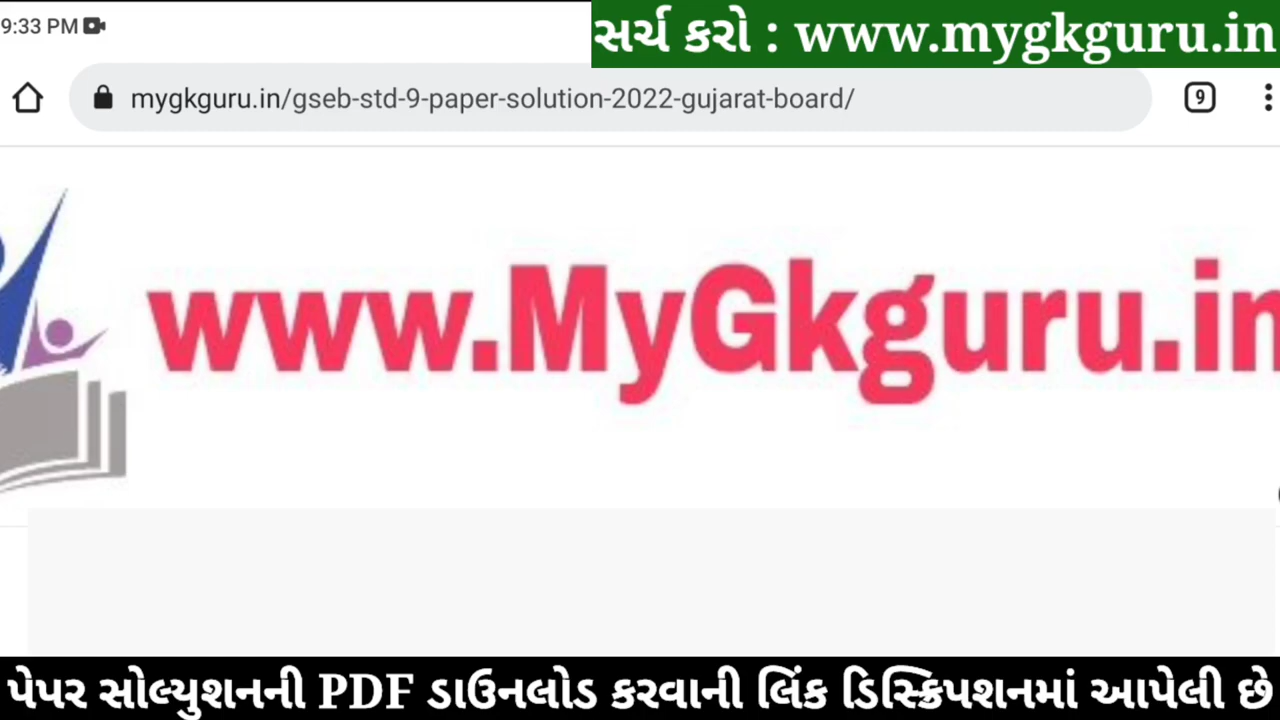 9:33 PM
સર્ચ કરો : www.mygkguru.in
mygkguru.in/gseb-std-9-paper-solution-2022-gujarat-board/
9
www.MyGkguru.in
પેપર સોલ્યુશનની PDF ડાઉનલોડ કરવાની લિંક ડિસ્ક્રિપશનમાં આપેલી છે